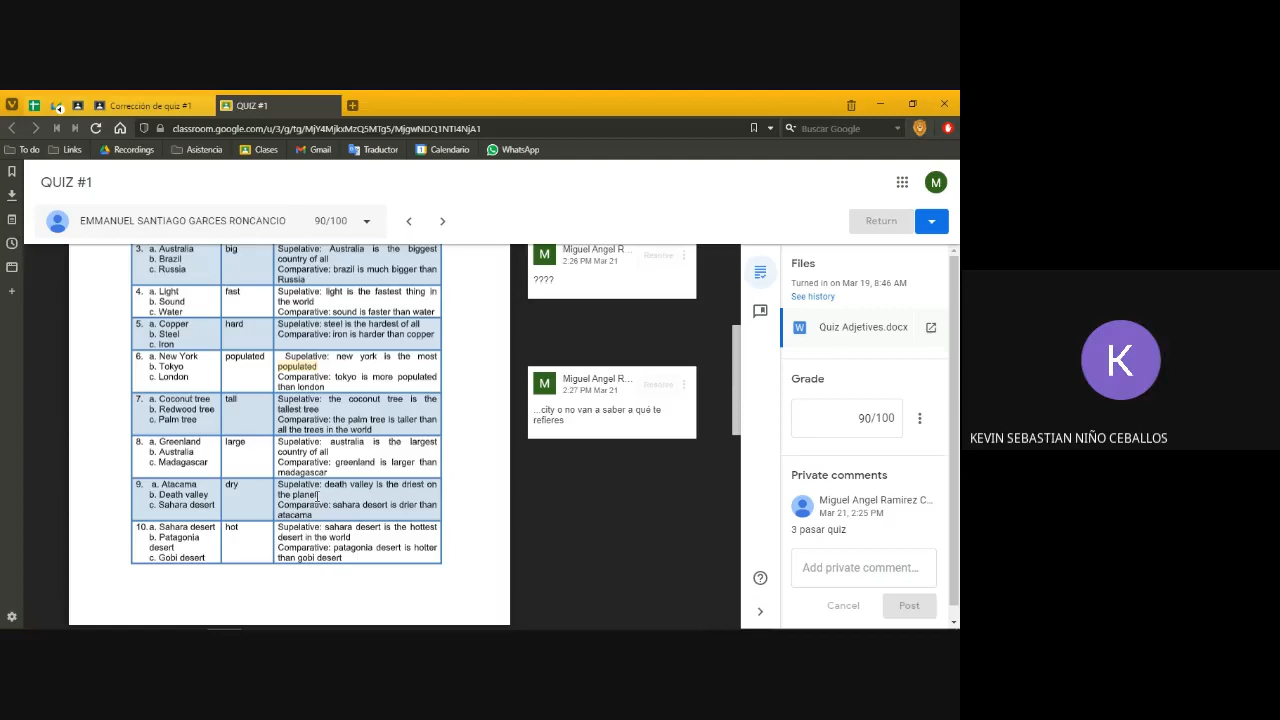 Corrección de quiz #1
QUIZ #1
classroom.google.com/u/3/g/tg/MjY4MjkxMzQ5MTg5/MjgwNDQ1NTI4NjA1
Buscar Google
To do
Links
Recordings
Asistencia
Clases
Gmail
Traductor
Calendario
WhatsApp
QUIZ #1
M
EMMANUEL SANTIAGO GARCES RONCANCIO 90/100
Return
3. a. Australia
b. Brazil
c. Russia
big
Supelative: Australia is the biggest
country of all
Comparative: brazil is much bigger than
Russia
4. a. Light
b. Sound
c. Water
fast
Supelative: light is the fastest thing in
the world
Comparative: sound is faster than water
5. a. Copper
b. Steel
c. Iron
hard
Supelative: steel is the hardest of all
Comparative: iron is harder than copper
6. a. New York
b. Tokyo
c. London
populated
Supelative: new york is the most
populated
Comparative: tokyo is more populated
than london
7. a. Coconut tree
b. Redwood tree
c. Palm tree
tall
Supelative: the coconut tree is the
tallest tree
Comparative: the palm tree is taller than
all the trees in the world
8. a. Greenland
b. Australia
c. Madagascar
large
Supelative: australia is the largest
country of all
Comparative: greenland is larger than
madagascar
9. a. Atacama
b. Death valley
c. Sahara desert
dry
Supelative: death valley is the driest on
the planet
Comparative: sahara desert is drier than
atacama
10. a. Sahara desert
b. Patagonia
desert
c. Gobi desert
hot
Supelative: sahara desert is the hottest
desert in the world
Comparative: patagonia desert is hotter
than gobi desert
M
Miguel Angel R...
2:26 PM Mar 21
Resolve
????
M
Miguel Angel R...
2:27 PM Mar 21
Resolve
...city o no van a saber a qué te
refieres
Files
Turned in on Mar 19, 8:46 AM
See history
W
Quiz Adjetives.docx
Grade
90/100
Private comments
Miguel Angel Ramirez C...
Mar 21, 2:25 PM
3 pasar quiz
Add private comment...
Cancel
Post
K
KEVIN SEBASTIAN NIÑO CEBALLOS